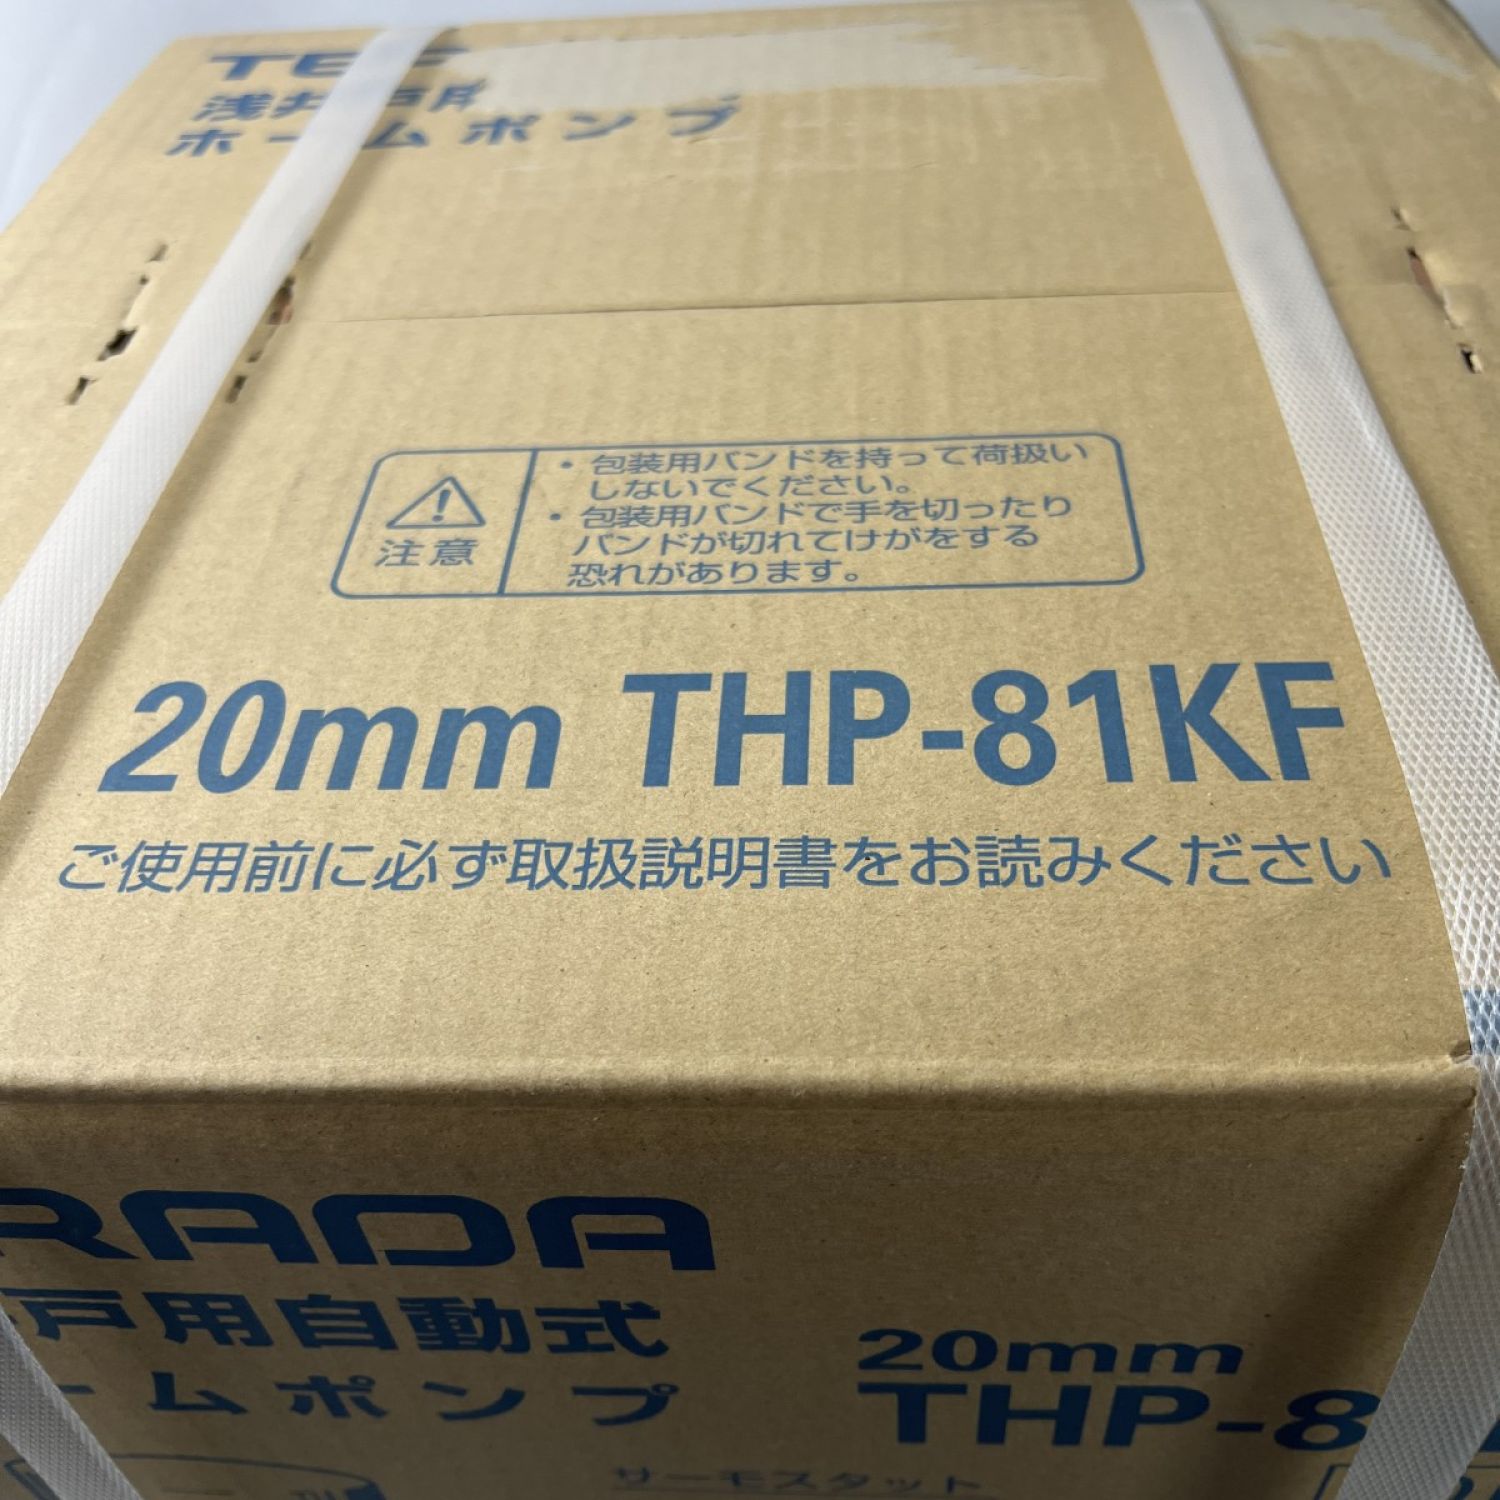 浅井戸用
ホームポンプ
・包装用バンドを持って荷扱い
しないでください。
・包装用バンドで手を切ったり
バンドが切れてけがをする
恐れがあります。
注意
20mm THP-81KF
ご使用前に必ず取扱説明書をお読みください
RADA
戸用自動式
ームポンプ
20mm
THP-8
サーモスタット